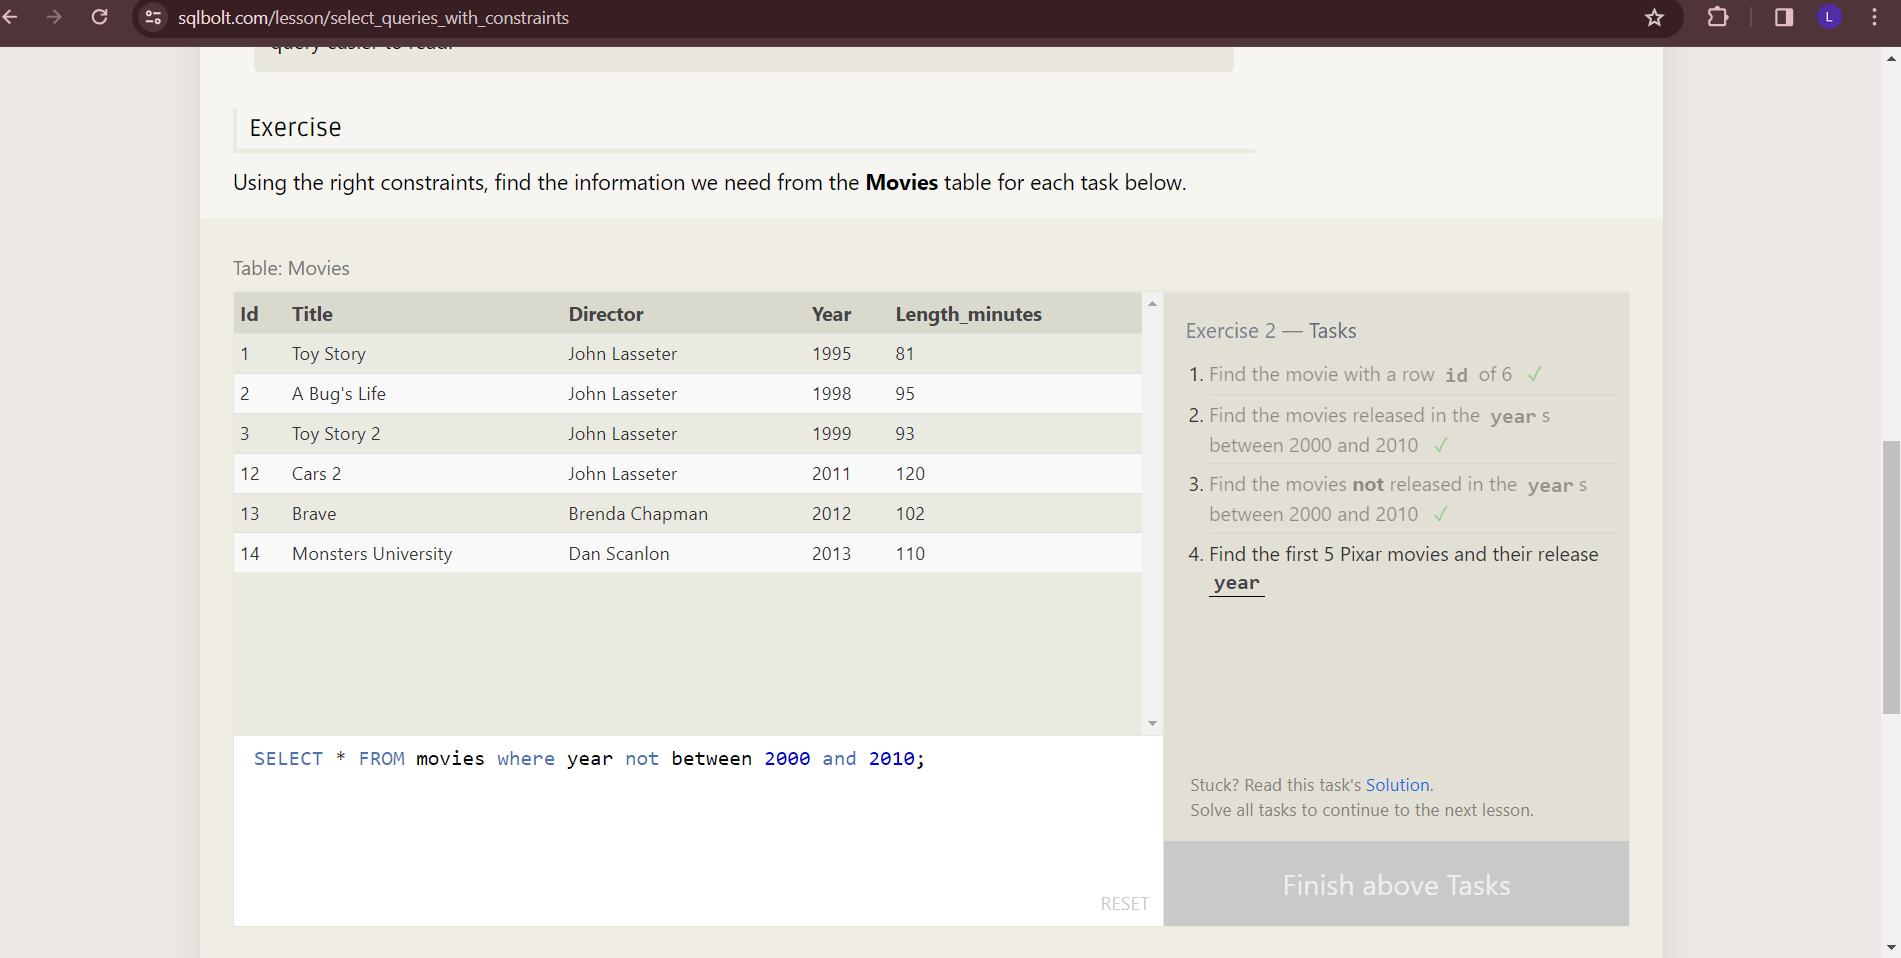 sqlbolt.com/lesson/select_queries_with_constraints
L
query easier to read.
Exercise
Using the right constraints, find the information we need from the Movies table for each task below.
Table: Movies
Id Title Director Year Length_minutes
1 Toy Story John Lasseter 1995 81
2 A Bug's Life John Lasseter 1998 95
3 Toy Story 2 John Lasseter 1999 93
12 Cars 2 John Lasseter 2011 120
13 Brave Brenda Chapman 2012 102
14 Monsters University Dan Scanlon 2013 110
SELECT * FROM movies where year not between 2000 and 2010;
RESET
Exercise 2 — Tasks
1. Find the movie with a row id of 6 ✓
2. Find the movies released in the year s
between 2000 and 2010 ✓
3. Find the movies not released in the year s
between 2000 and 2010 ✓
4. Find the first 5 Pixar movies and their release
year
Stuck? Read this task's Solution.
Solve all tasks to continue to the next lesson.
Finish above Tasks